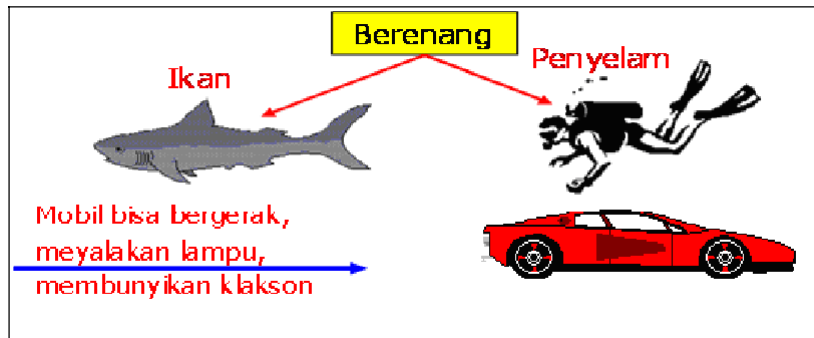 Berenang
Ikan
Penyelam
Mobil bisa bergerak,
meyalakan lampu,
membunyikan klakson